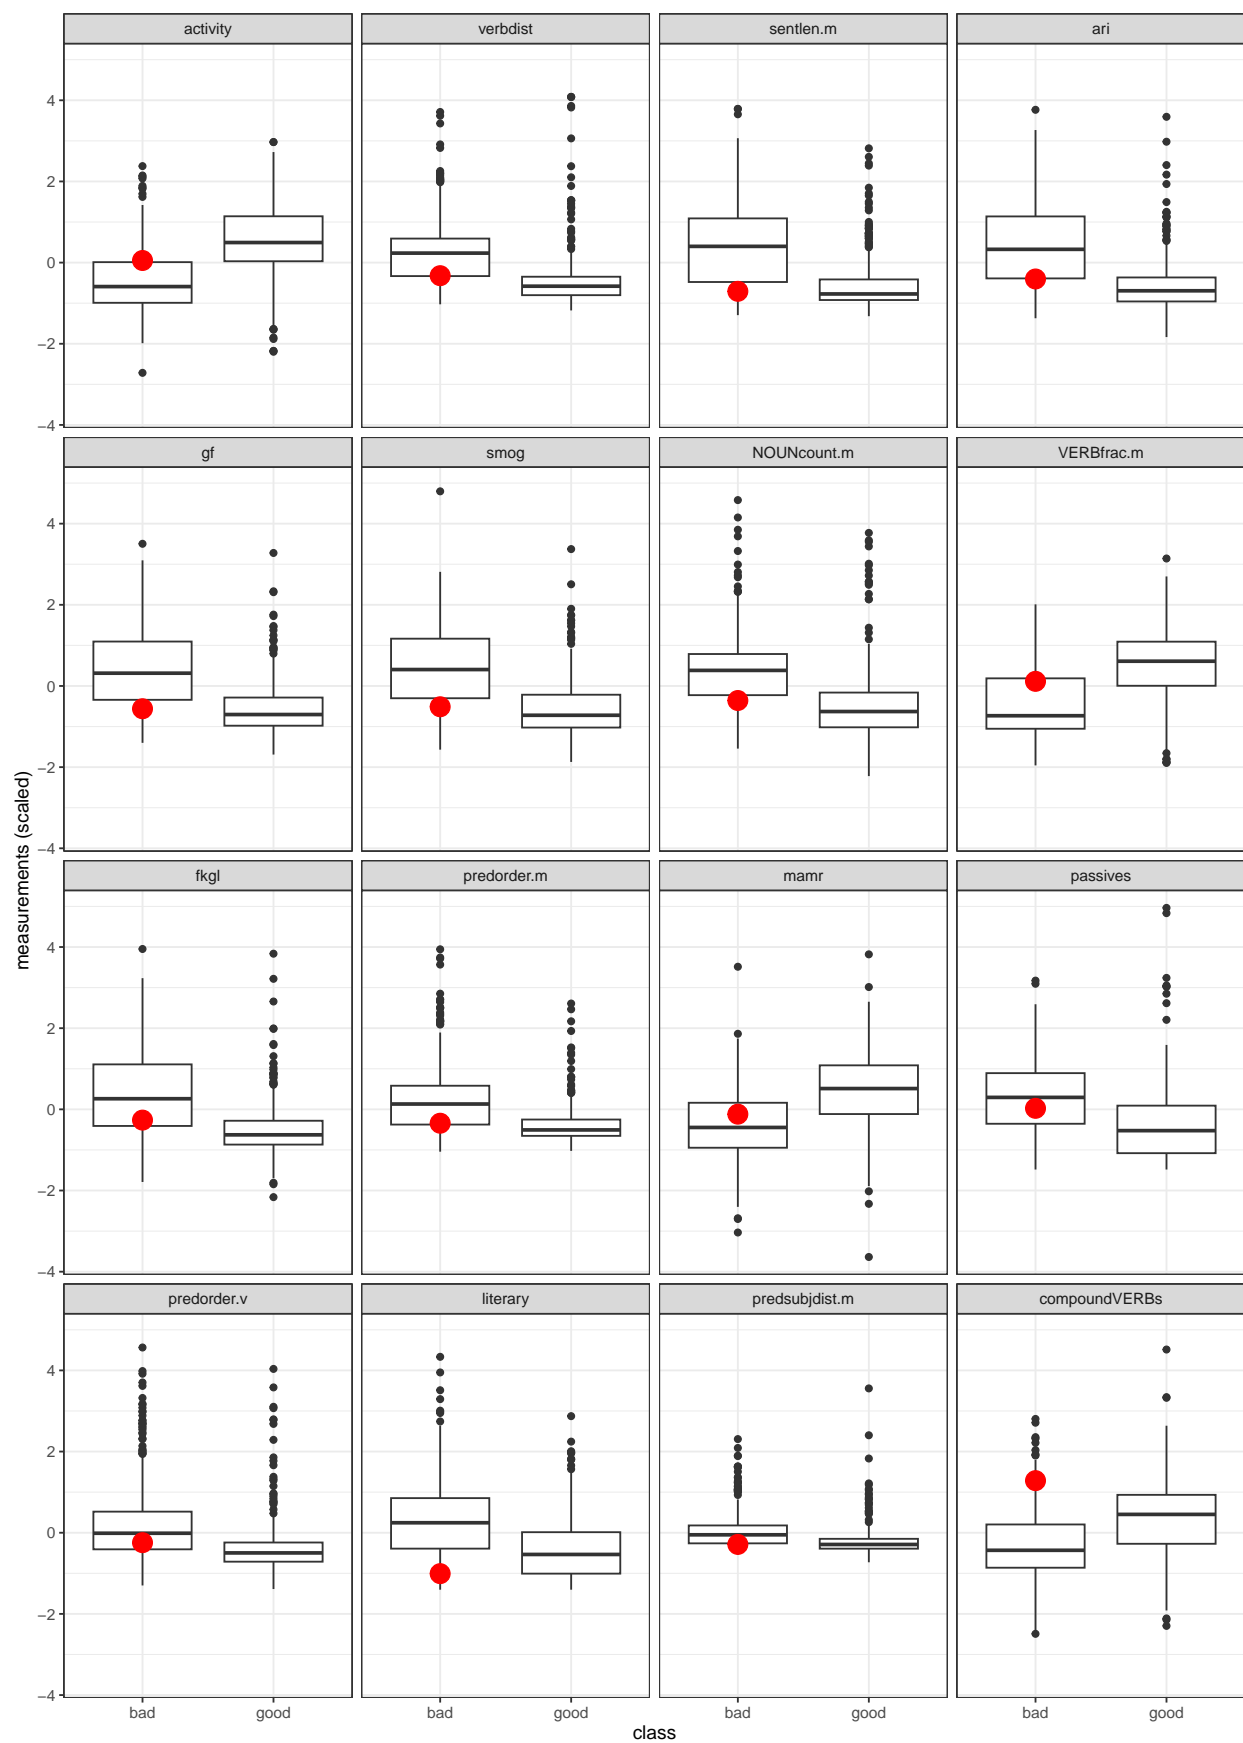 activity verbdist sentlen.m ari
4
2
0
−2
−4
gf smog NOUNcount.m VERBfrac.m
4
2
0
−2
−4
fkgl predorder.m mamr passives
4
2
0
−2
−4
predorder.v literary predsubjdist.m compoundVERBs
4
2
0
−2
−4
measurements (scaled)
bad good bad good bad good bad good
class